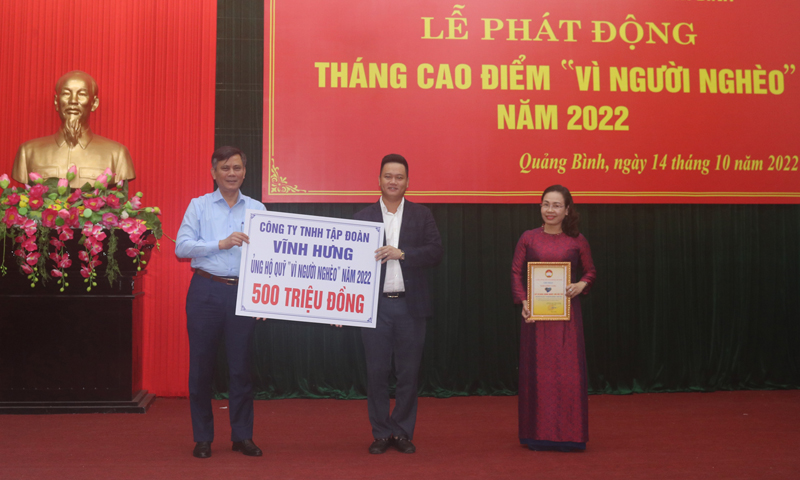 LỄ PHÁT ĐỘNG
THÁNG CAO ĐIỂM "VÌ NGƯỜI NGHÈO"
NĂM 2022
Quảng Bình, ngày 14 tháng 10 năm 2022
CÔNG TY TNHH TẬP ĐOÀN
VĨNH HƯNG
ỦNG HỘ QUỸ "VÌ NGƯỜI NGHÈO" NĂM 2022
500 TRIỆU ĐỒNG